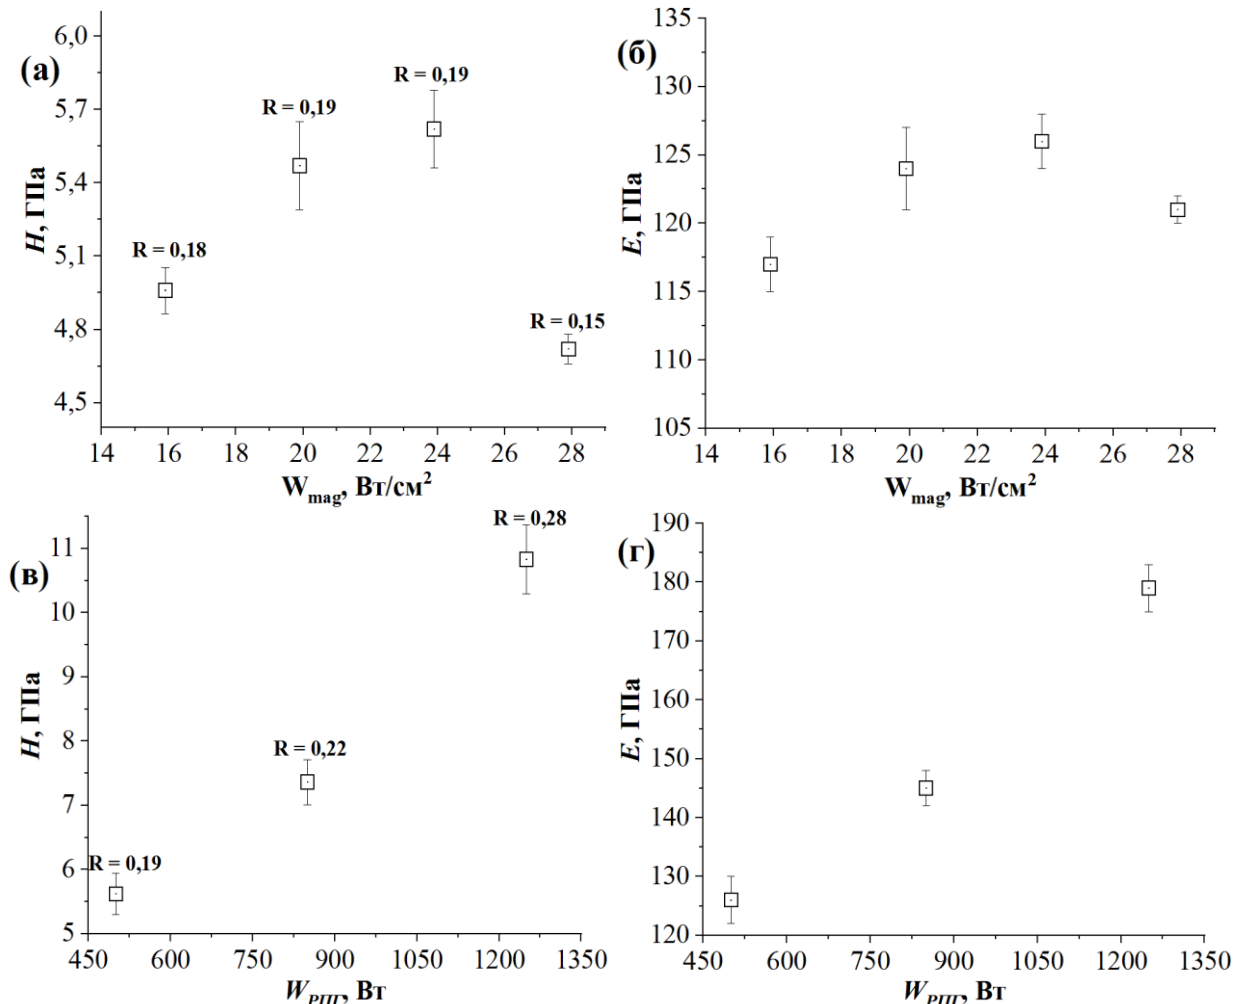 (а)
H, ГПа
6,0
5,7
5,4
5,1
4,8
4,5
R = 0,18
R = 0,19
R = 0,19
R = 0,15
14 16 18 20 22 24 26 28
W_mag, Вт/см²
(б)
E, ГПа
135
130
125
120
115
110
105
14 16 18 20 22 24 26 28
W_mag, Вт/см²
(в)
H, ГПа
11
10
9
8
7
6
5
R = 0,19
R = 0,22
R = 0,28
450 600 750 900 1050 1200 1350
W_РПГ, Вт
(г)
E, ГПа
190
180
170
160
150
140
130
120
450 600 750 900 1050 1200 1350
W_РПГ, Вт